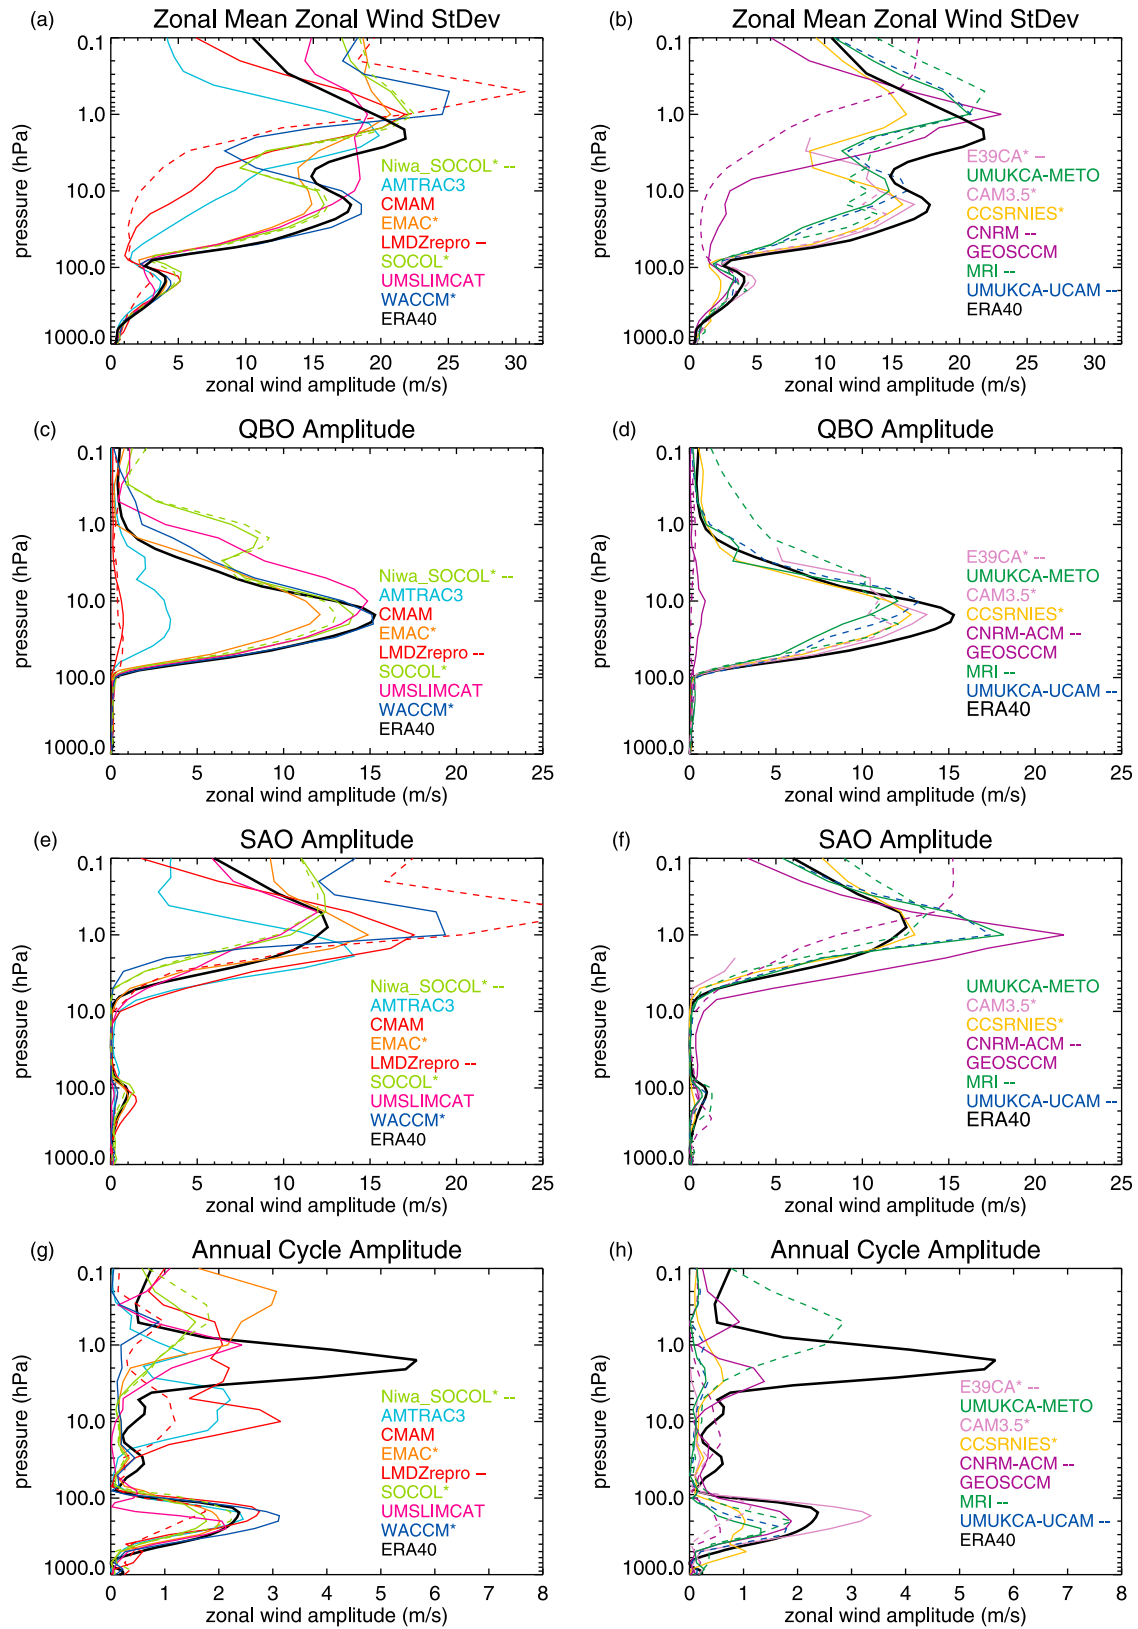 (a) Zonal Mean Zonal Wind StDev
0.1
1.0
10.0
100.0
1000.0
pressure (hPa)
Niwa_SOCOL* --
AMTRAC3
CMAM
EMAC*
LMDZrepro –
SOCOL*
UMSLIMCAT
WACCM*
ERA40
0 5 10 15 20 25 30
zonal wind amplitude (m/s)
(b) Zonal Mean Zonal Wind StDev
0.1
1.0
10.0
100.0
1000.0
pressure (hPa)
E39CA* –
UMUKCA-METO
CAM3.5*
CCSRNIES*
CNRM --
GEOSCCM
MRI --
UMUKCA-UCAM --
ERA40
0 5 10 15 20 25 30
zonal wind amplitude (m/s)
(c) QBO Amplitude
0.1
1.0
10.0
100.0
1000.0
pressure (hPa)
Niwa_SOCOL* --
AMTRAC3
CMAM
EMAC*
LMDZrepro --
SOCOL*
UMSLIMCAT
WACCM*
ERA40
0 5 10 15 20 25
zonal wind amplitude (m/s)
(d) QBO Amplitude
0.1
1.0
10.0
100.0
1000.0
pressure (hPa)
E39CA* --
UMUKCA-METO
CAM3.5*
CCSRNIES*
CNRM-ACM --
GEOSCCM
MRI --
UMUKCA-UCAM --
ERA40
0 5 10 15 20 25
zonal wind amplitude (m/s)
(e) SAO Amplitude
0.1
1.0
10.0
100.0
1000.0
pressure (hPa)
Niwa_SOCOL* --
AMTRAC3
CMAM
EMAC*
LMDZrepro --
SOCOL*
UMSLIMCAT
WACCM*
ERA40
0 5 10 15 20 25
zonal wind amplitude (m/s)
(f) SAO Amplitude
0.1
1.0
10.0
100.0
1000.0
pressure (hPa)
UMUKCA-METO
CAM3.5*
CCSRNIES*
CNRM-ACM --
GEOSCCM
MRI --
UMUKCA-UCAM --
ERA40
0 5 10 15 20 25
zonal wind amplitude (m/s)
(g) Annual Cycle Amplitude
0.1
1.0
10.0
100.0
1000.0
pressure (hPa)
Niwa_SOCOL* --
AMTRAC3
CMAM
EMAC*
LMDZrepro –
SOCOL*
UMSLIMCAT
WACCM*
ERA40
0 1 2 3 4 5 6 7 8
zonal wind amplitude (m/s)
(h) Annual Cycle Amplitude
0.1
1.0
10.0
100.0
1000.0
pressure (hPa)
E39CA* --
UMUKCA-METO
CAM3.5*
CCSRNIES*
CNRM-ACM --
GEOSCCM
MRI --
UMUKCA-UCAM --
ERA40
0 1 2 3 4 5 6 7 8
zonal wind amplitude (m/s)